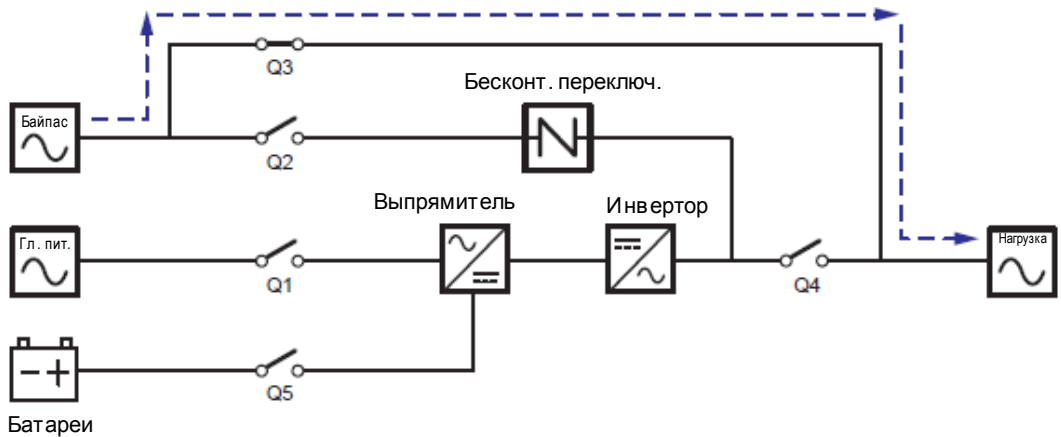 Q3
Бесконт. переключ.
Байпас
Q2
Выпрямитель
Инвертор
Гл. пит.
Нагрузка
Q1
Q4
Q5
Батареи